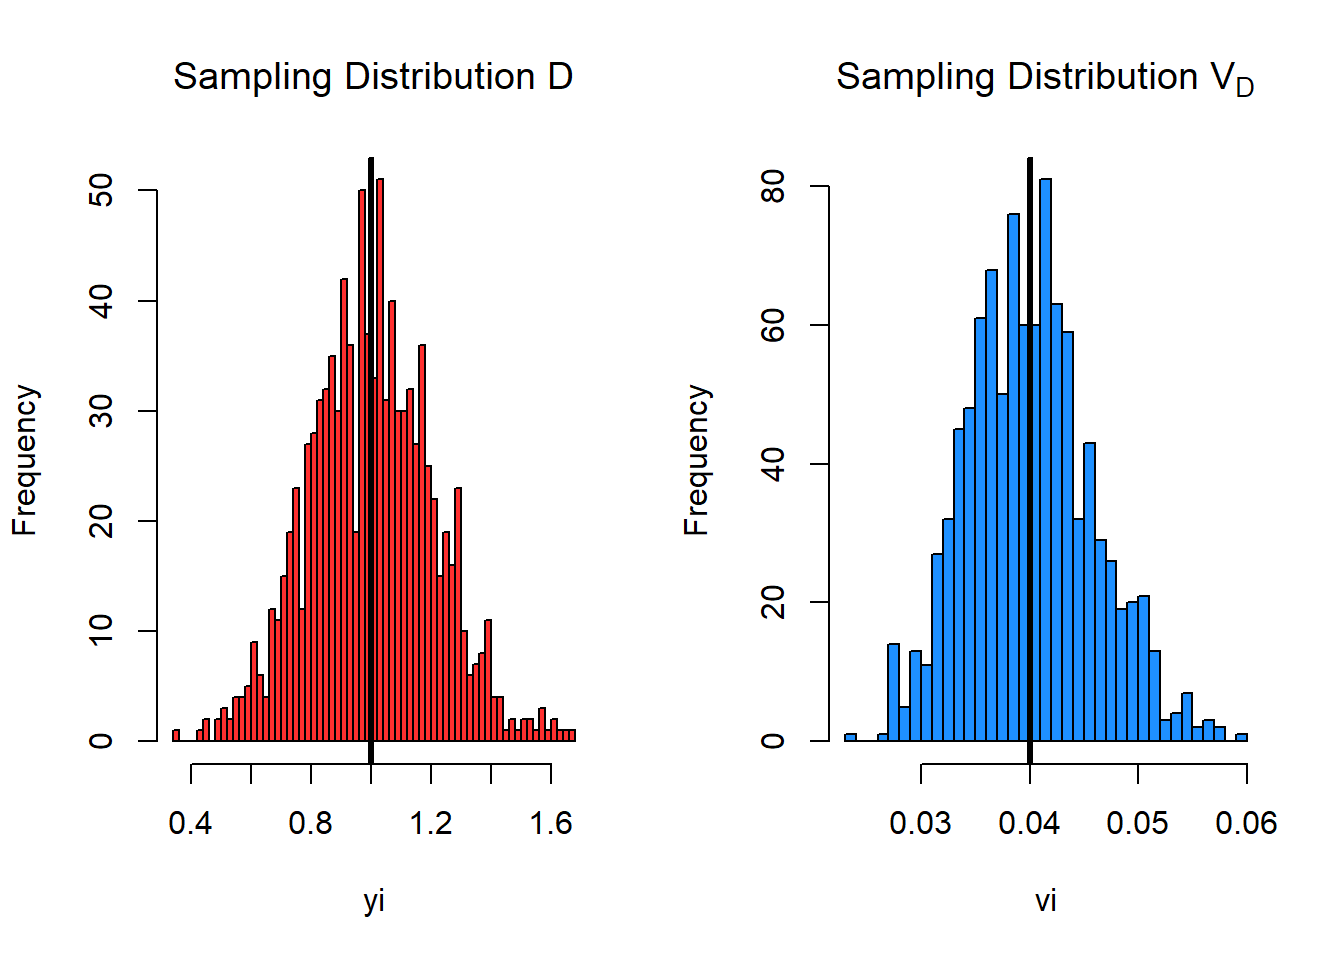 Sampling Distribution D
Frequency
0 10 20 30 40 50
0.4 0.8 1.2 1.6
yi
Sampling Distribution V_D
Frequency
0 20 40 60 80
0.03 0.04 0.05 0.06
vi